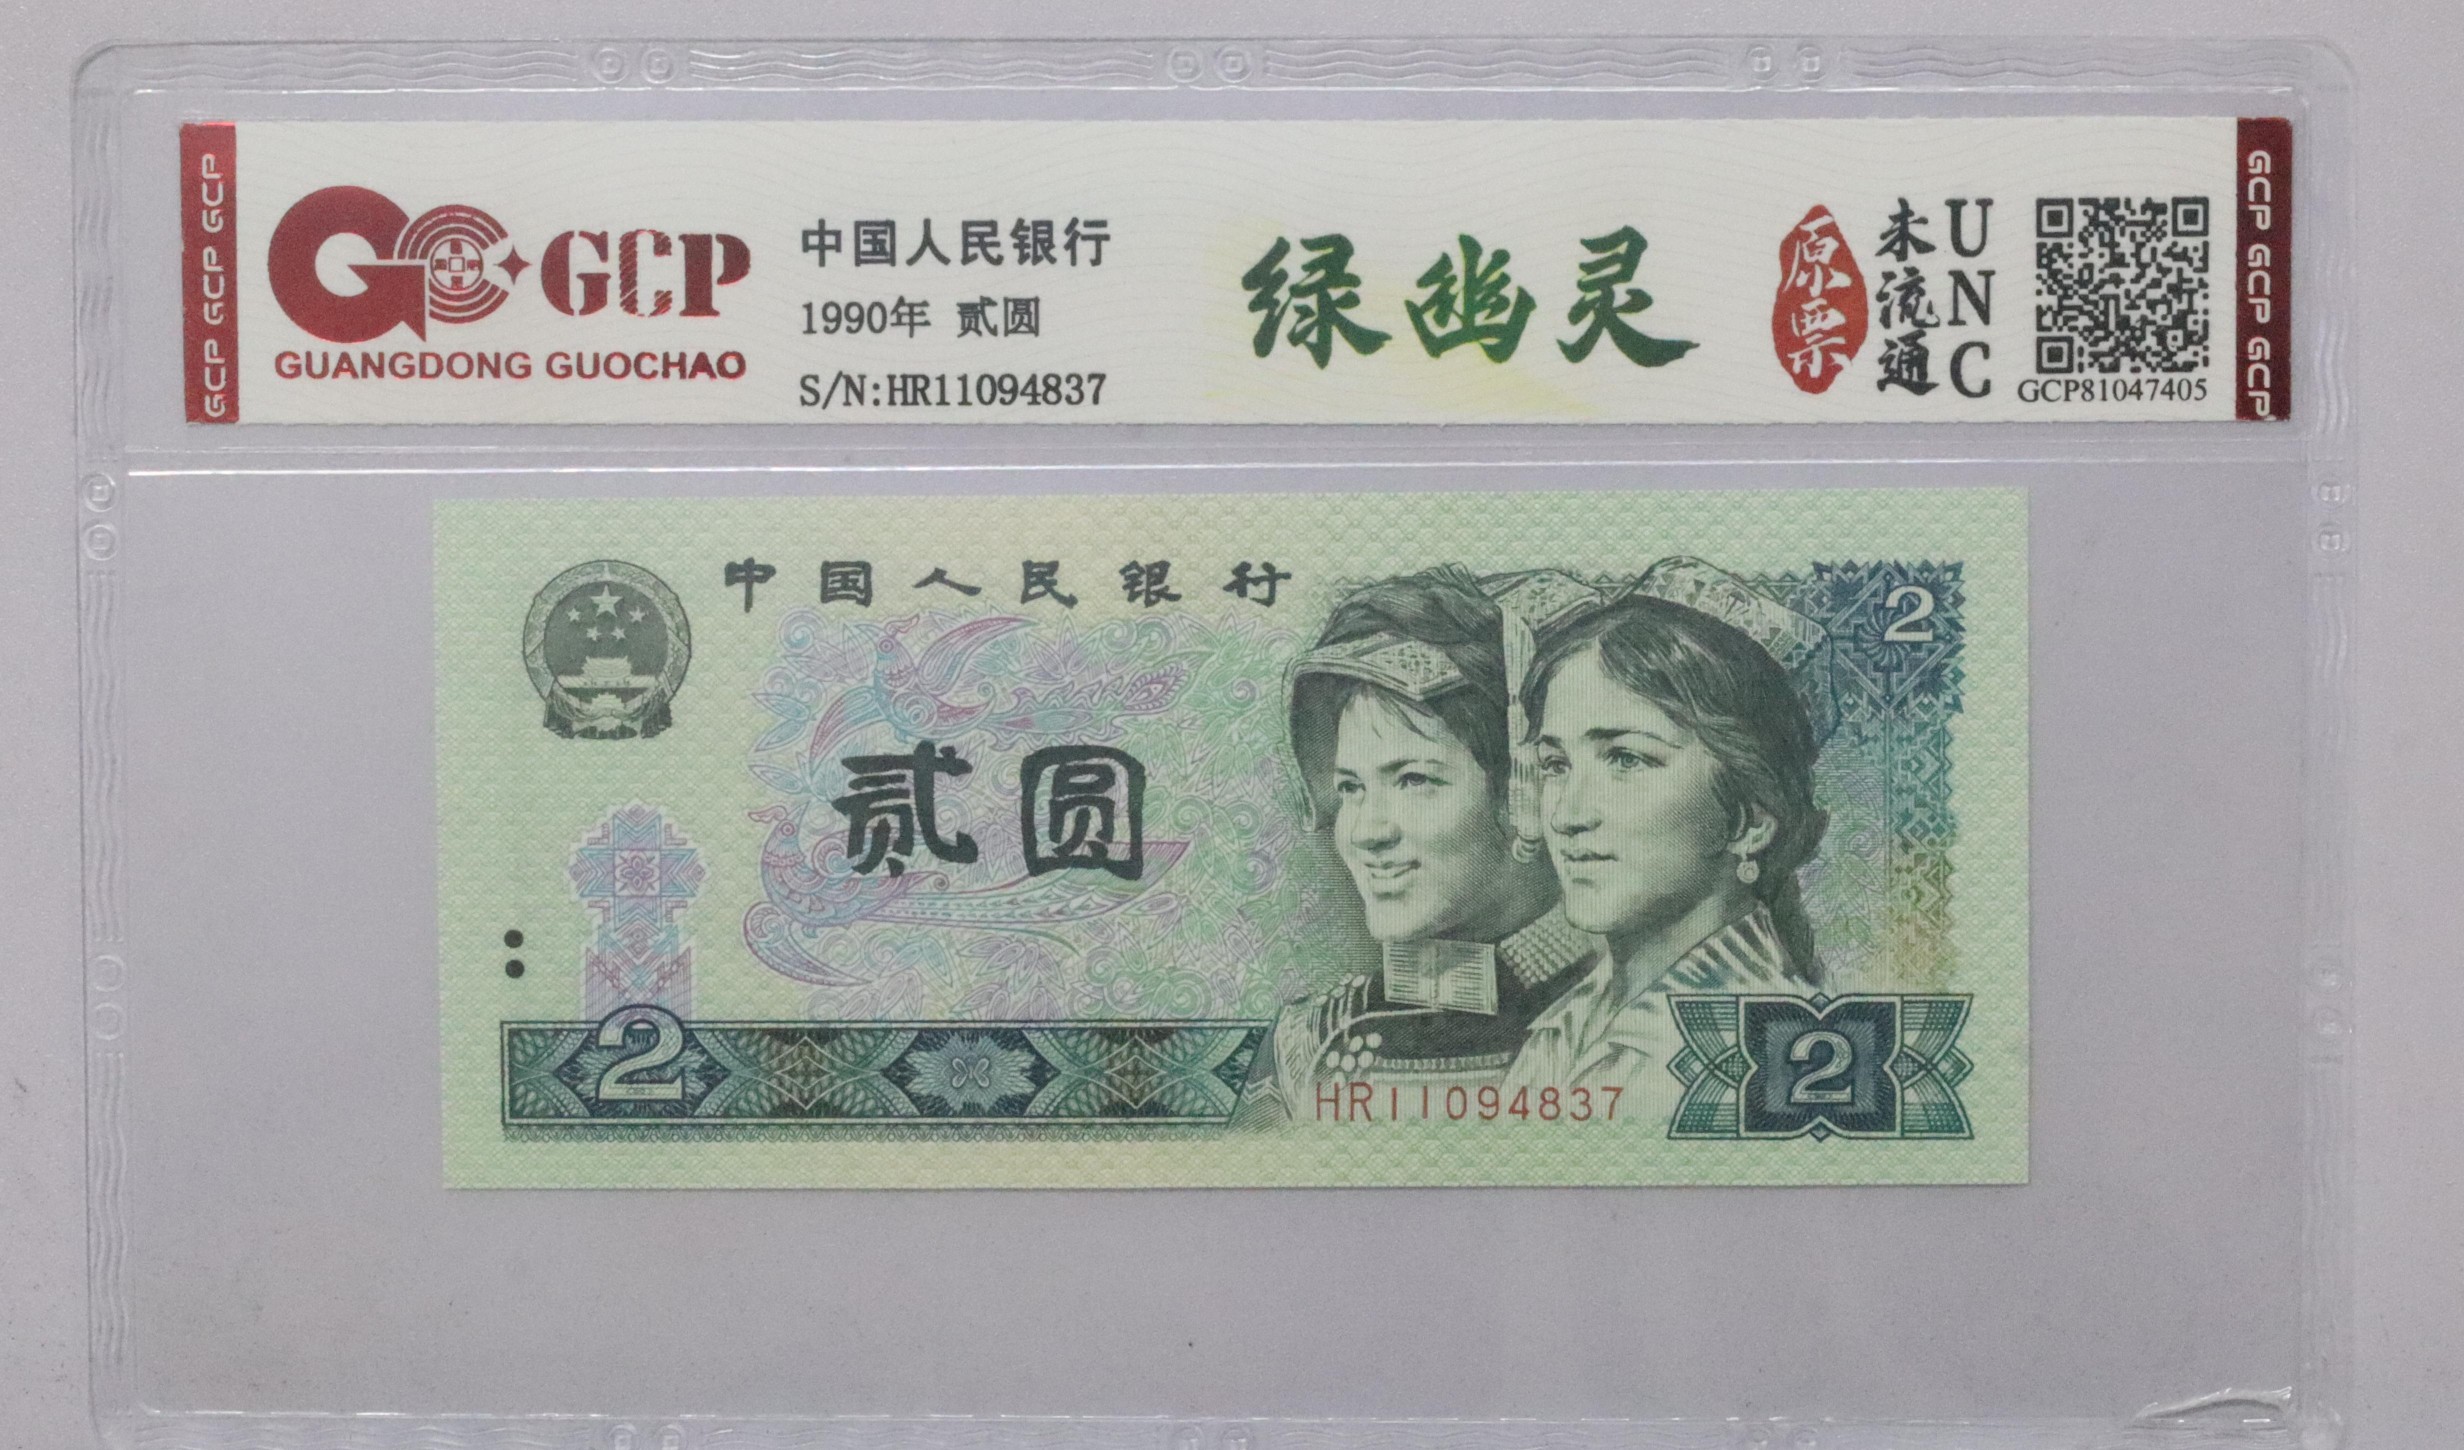 GCP GCP GCP
GCP
GUANGDONG GUOCHAO
中国人民银行
1990年 贰圆
S/N:HR11094837
绿幽灵
原票
未流通
UNC
GCP81047405
GCP GCP GCP
中国人民银行
2
贰圆
2
HR11094837
2